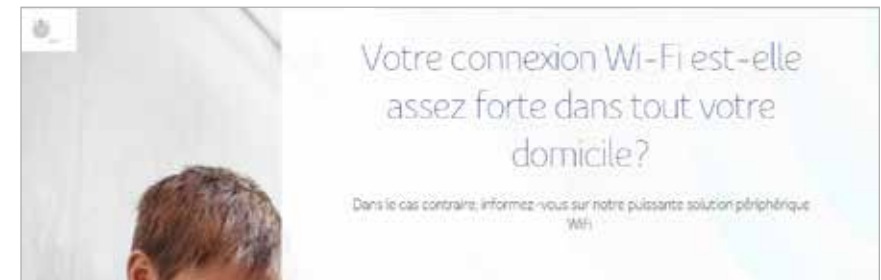 Votre connexion Wi-Fi est-elle
assez forte dans tout votre
domicile?
Dans le cas contraire, informez-vous sur notre puissante solution périphérique
WiFi